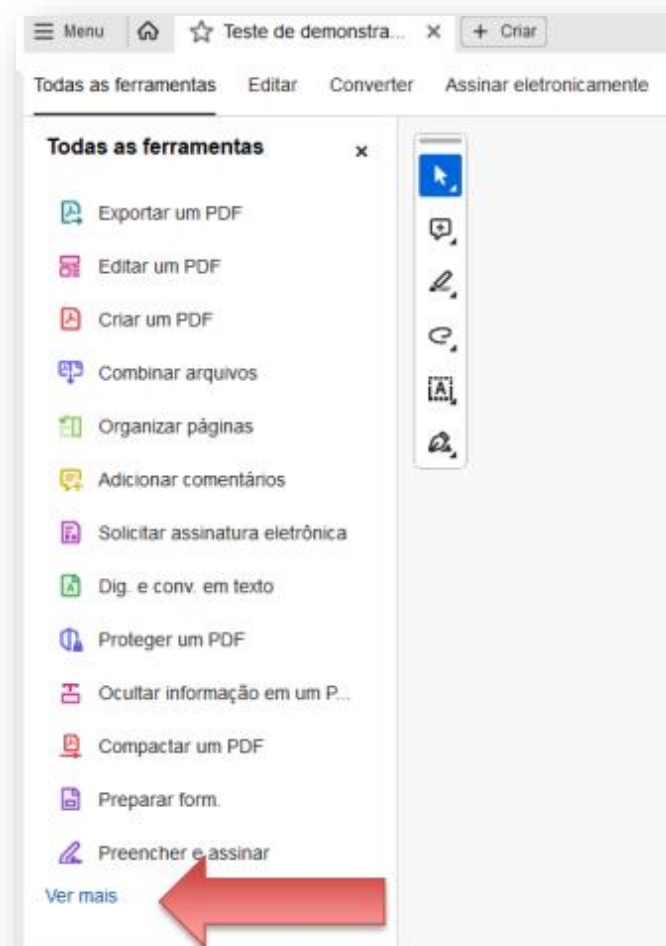 Menu Teste de demonstra... + Criar
Todas as ferramentas Editar Converter Assinar eletronicamente
Todas as ferramentas
Exportar um PDF
Editar um PDF
Criar um PDF
Combinar arquivos
Organizar páginas
Adicionar comentários
Solicitar assinatura eletrônica
Dig. e conv. em texto
Proteger um PDF
Ocultar informação em um P...
Compactar um PDF
Preparar form.
Preencher e assinar
Ver mais